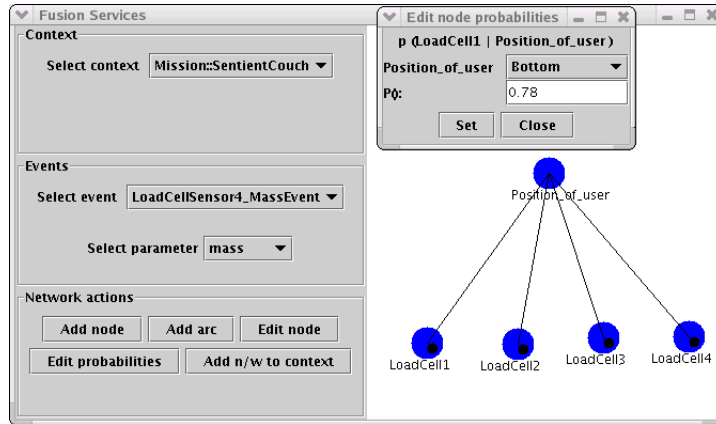 Fusion Services
Context
Select context Mission::SentientCouch
Events
Select event LoadCellSensor4_MassEvent
Select parameter mass
Network actions
Add node Add arc Edit node
Edit probabilities Add n/w to context
Edit node probabilities
p (LoadCell1 | Position_of_user)
Position_of_user Bottom
P(): 0.78
Set Close
Position_of_user
LoadCell1 LoadCell2 LoadCell3 LoadCell4